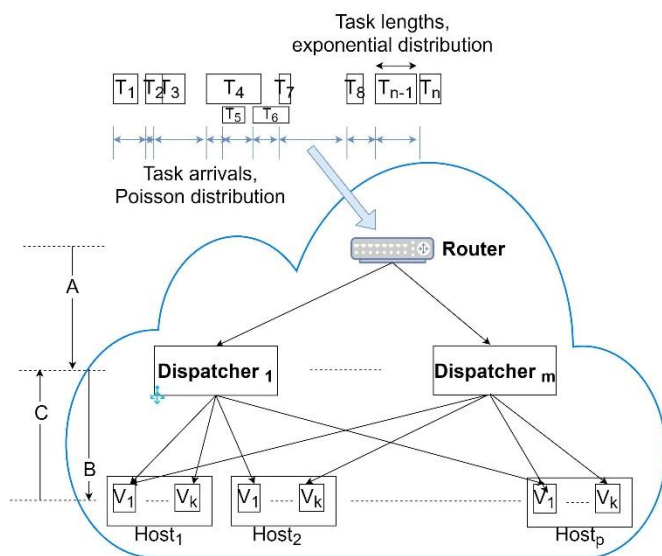 Task lengths,
exponential distribution
T1 T2 T3 T4 T7 T8 Tn-1 Tn
T5 T6
Task arrivals,
Poisson distribution
Router
A
Dispatcher 1
Dispatcher m
C
B
V1 Vk V1 Vk V1 Vk
Host1 Host2 Hostp